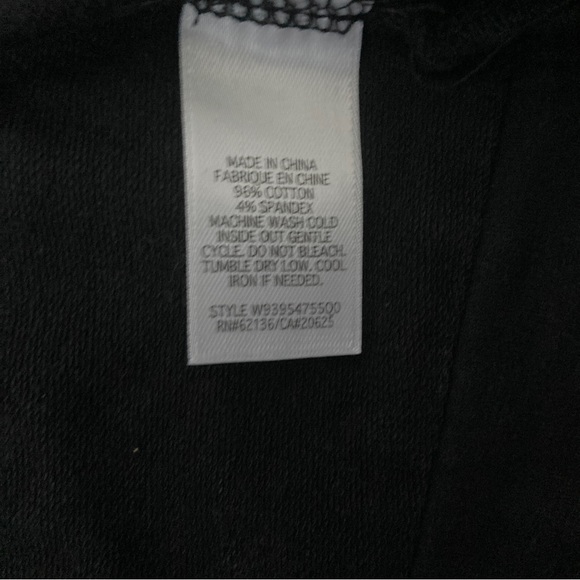 MADE IN CHINA
FABRIQUE EN CHINE
96% COTTON
4% SPANDEX
MACHINE WASH COLD
INSIDE OUT GENTLE
CYCLE. DO NOT BLEACH.
TUMBLE DRY LOW. COOL
IRON IF NEEDED.
STYLE W93954755Q0
RN#62136/CA#20625